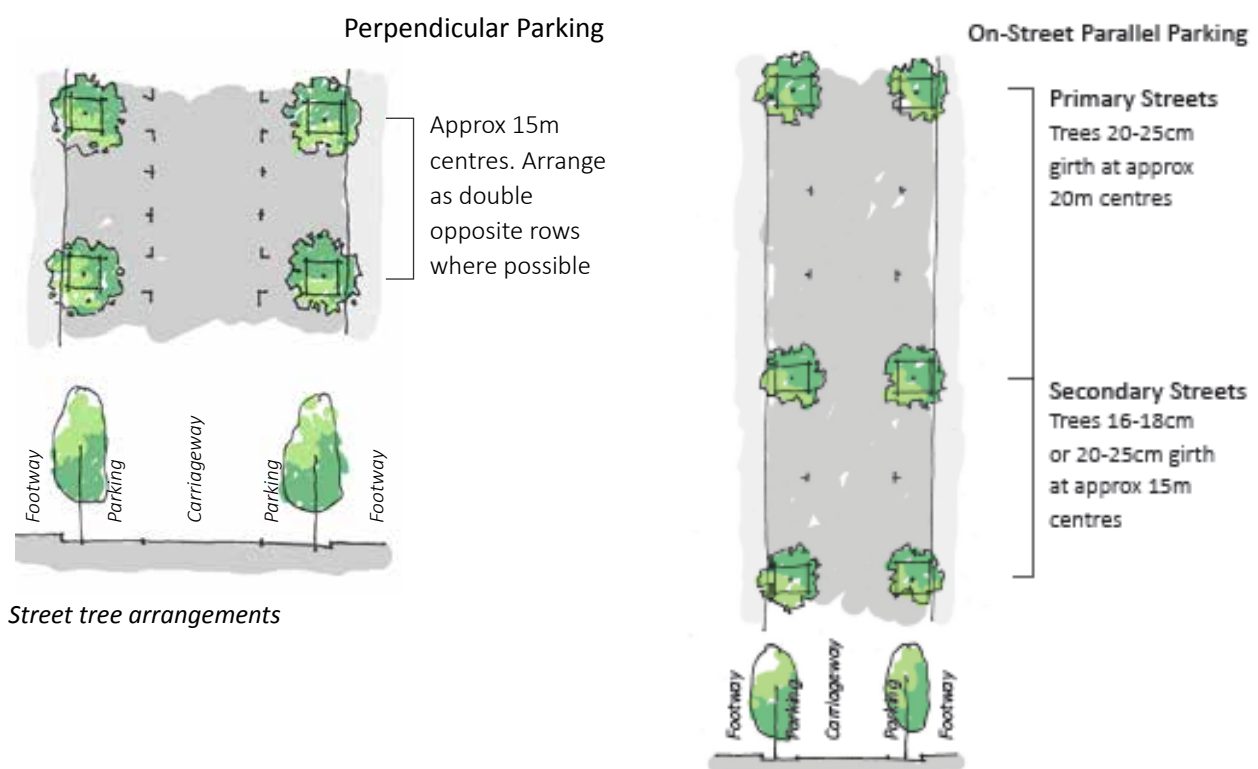 Perpendicular Parking
Approx 15m
centres. Arrange
as double
opposite rows
where possible
Footway
Parking
Carriageway
Parking
Footway
Street tree arrangements
On-Street Parallel Parking
Primary Streets
Trees 20-25cm
girth at approx
20m centres
Secondary Streets
Trees 16-18cm
or 20-25cm girth
at approx 15m
centres
Footway
Parking
Carriageway
Parking
Footway